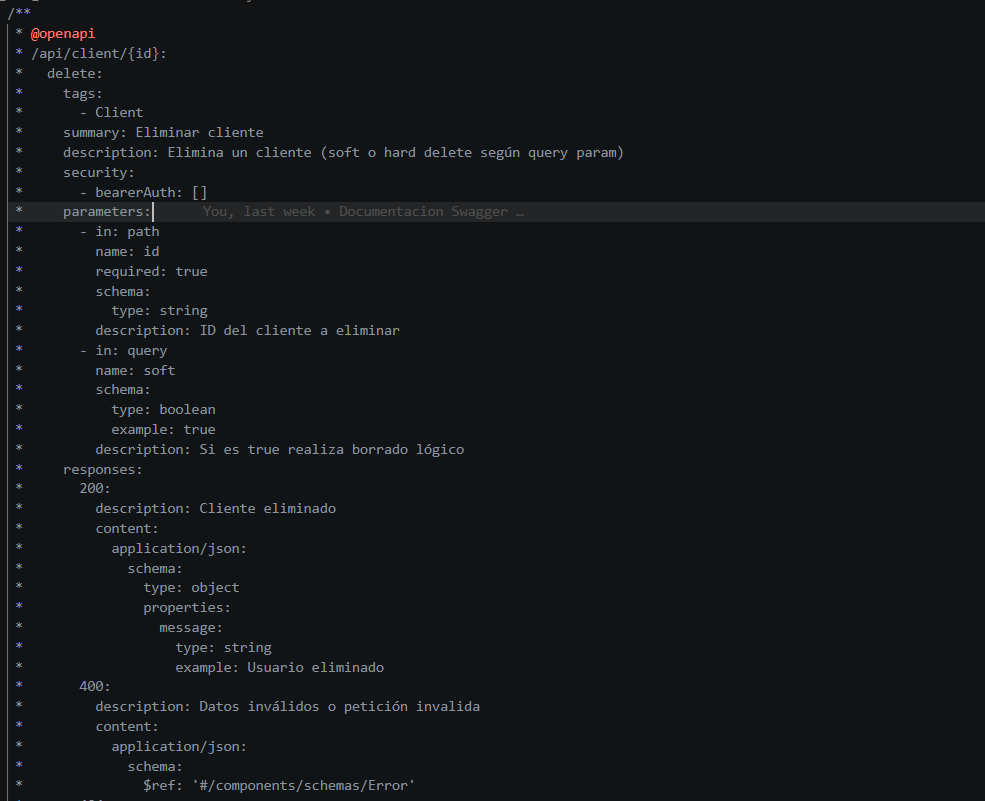 /**
 * @openapi
 * /api/client/{id}:
 *   delete:
 *     tags:
 *       - Client
 *     summary: Eliminar cliente
 *     description: Elimina un cliente (soft o hard delete según query param)
 *     security:
 *       - bearerAuth: []
 *     parameters:      You, last week • Documentacion Swagger …
 *       - in: path
 *         name: id
 *         required: true
 *         schema:
 *           type: string
 *         description: ID del cliente a eliminar
 *       - in: query
 *         name: soft
 *         schema:
 *           type: boolean
 *           example: true
 *         description: Si es true realiza borrado lógico
 *     responses:
 *       200:
 *         description: Cliente eliminado
 *         content:
 *           application/json:
 *             schema:
 *               type: object
 *               properties:
 *                 message:
 *                   type: string
 *                   example: Usuario eliminado
 *       400:
 *         description: Datos inválidos o petición invalida
 *         content:
 *           application/json:
 *             schema:
 *               $ref: '#/components/schemas/Error'